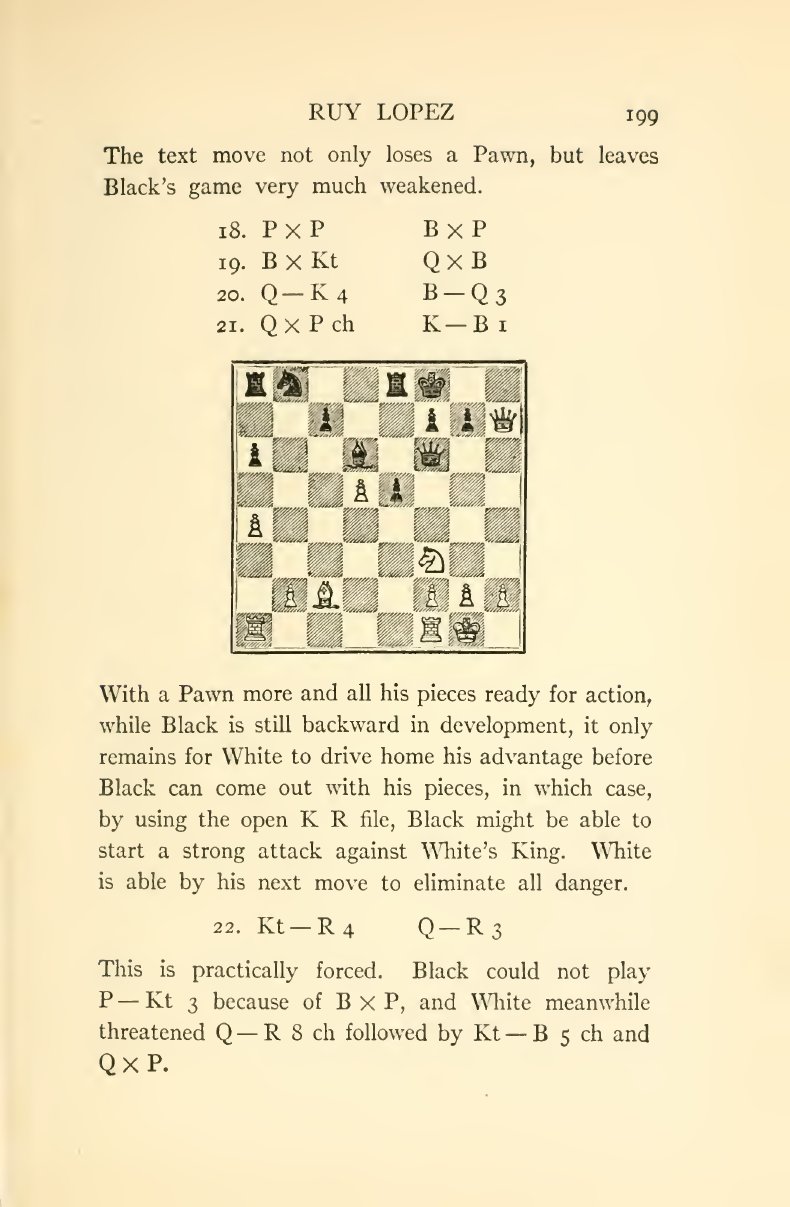 RUY LOPEZ 199
The text move not only loses a Pawn, but leaves
Black's game very much weakened.
18. P × P B × P
19. B × Kt Q × B
20. Q — K 4 B — Q 3
21. Q × P ch K — B 1
With a Pawn more and all his pieces ready for action,
while Black is still backward in development, it only
remains for White to drive home his advantage before
Black can come out with his pieces, in which case,
by using the open K R file, Black might be able to
start a strong attack against White's King. White
is able by his next move to eliminate all danger.
22. Kt — R 4 Q — R 3
This is practically forced. Black could not play
P — Kt 3 because of B × P, and White meanwhile
threatened Q — R 8 ch followed by Kt — B 5 ch and
Q × P.